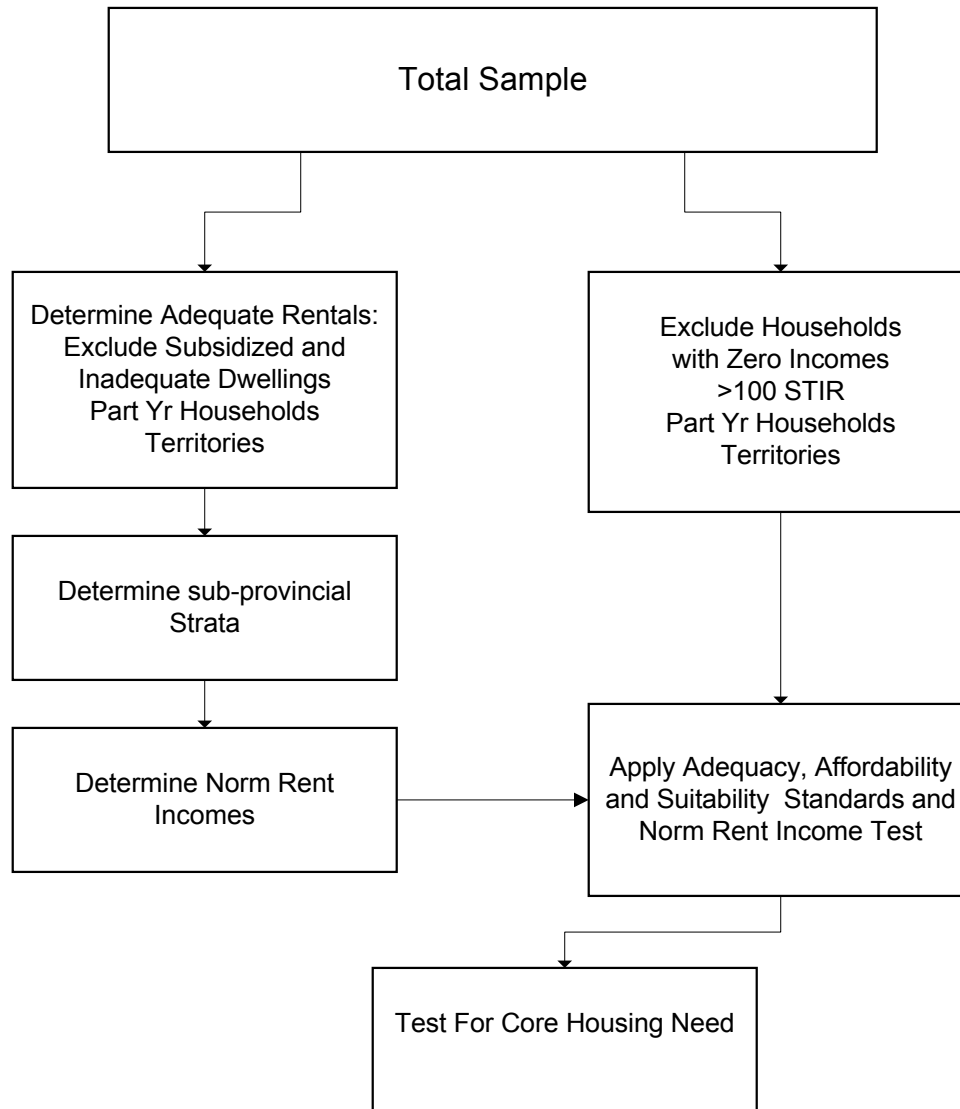 Total Sample
Determine Adequate Rentals:
Exclude Subsidized and
Inadequate Dwellings
Part Yr Households
Territories
Exclude Households
with Zero Incomes
>100 STIR
Part Yr Households
Territories
Determine sub-provincial
Strata
Determine Norm Rent
Incomes
Apply Adequacy, Affordability
and Suitability Standards and
Norm Rent Income Test
Test For Core Housing Need